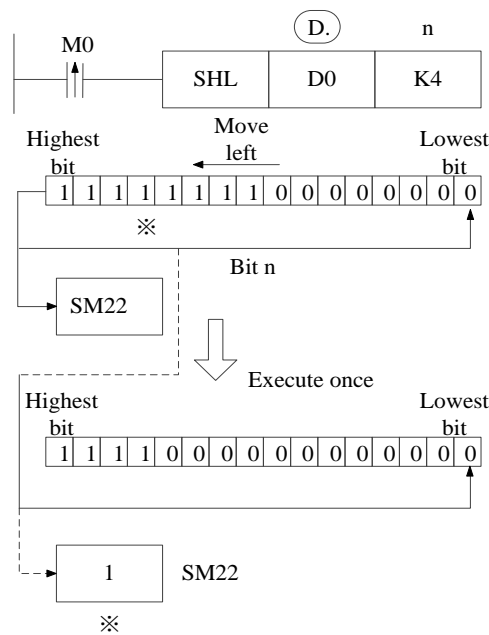 D. n
M0
SHL D0 K4
Highest bit Move left Lowest bit
1 1 1 1 1 1 1 1 0 0 0 0 0 0 0 0
※
Bit n
SM22
Execute once
Highest bit Lowest bit
1 1 1 1 0 0 0 0 0 0 0 0 0 0 0 0
1 SM22
※